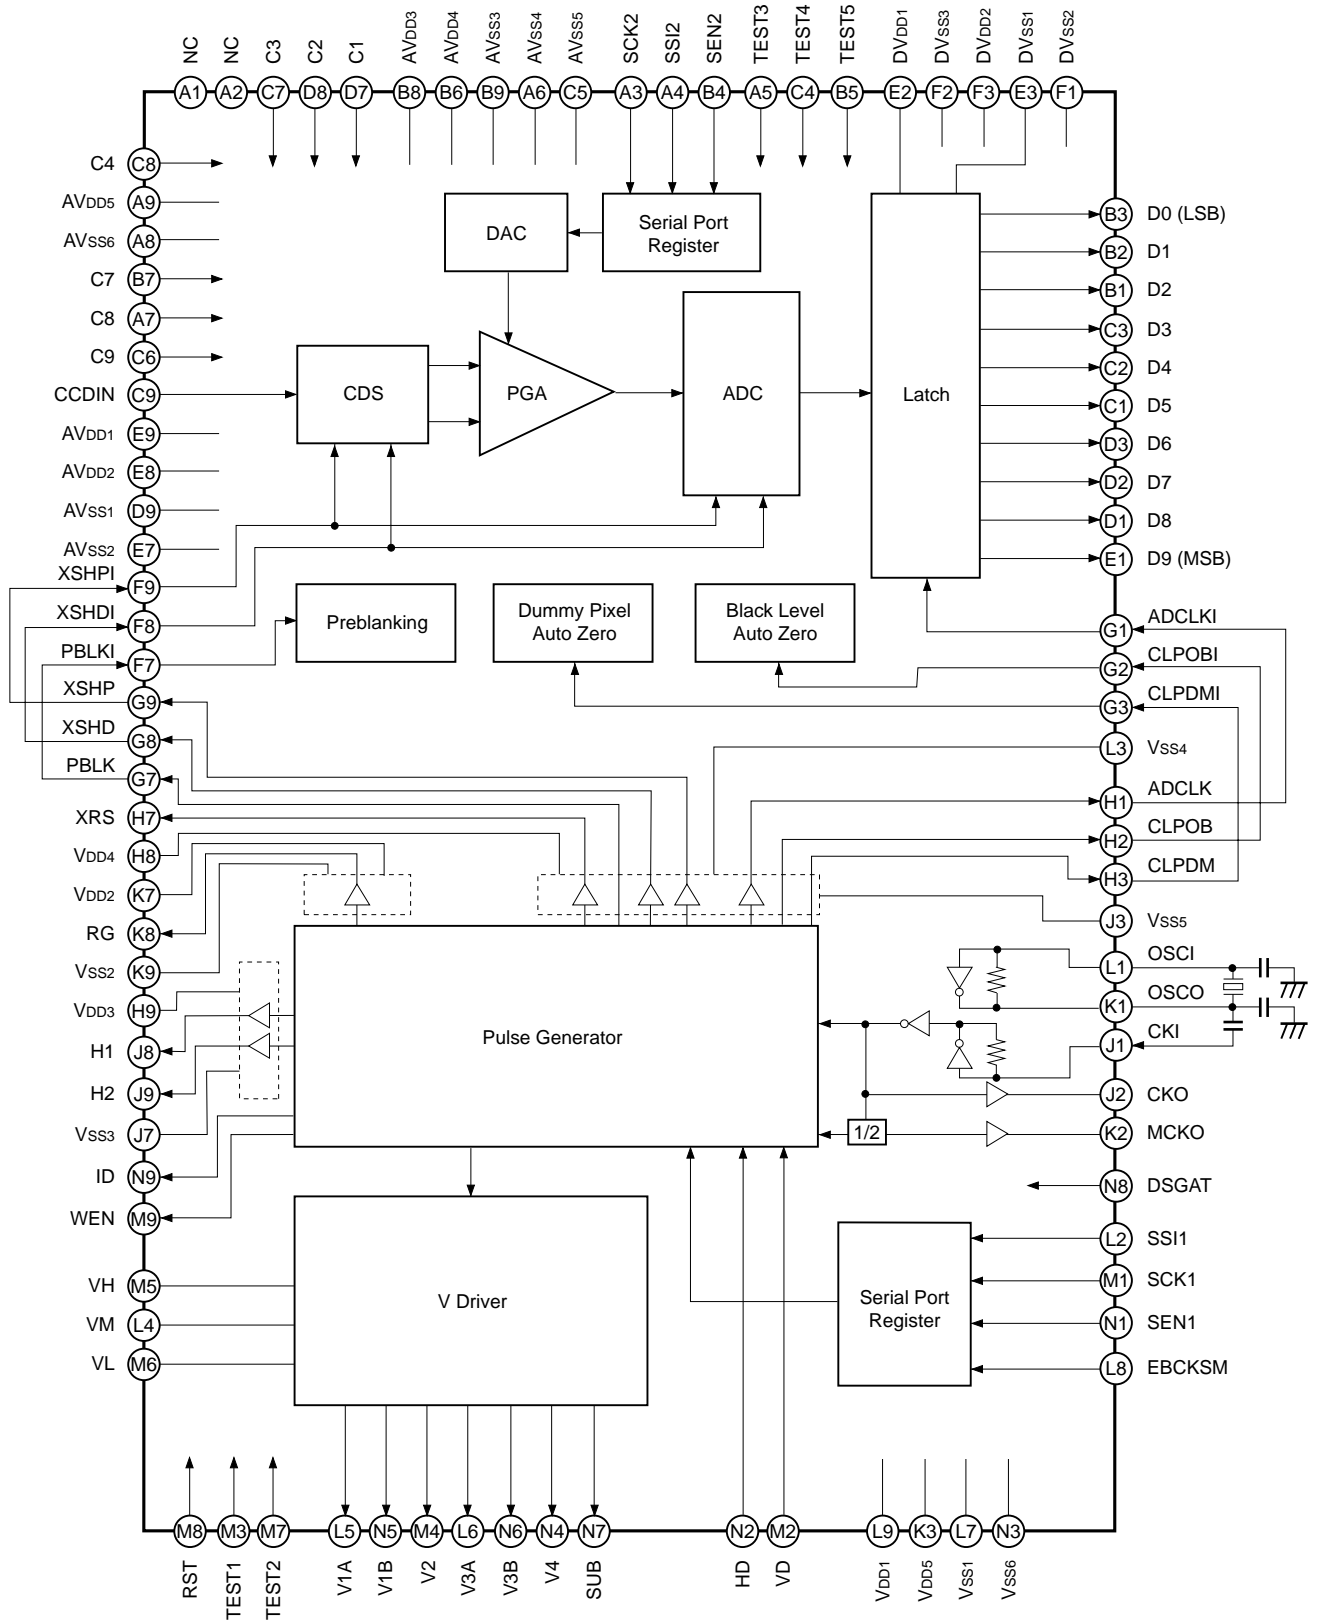 NC NC C3 C2 C1 AVDD3 AVDD4 AVSS3 AVSS4 AVSS5 SCK2 SSI2 SEN2 TEST3 TEST4 TEST5 DVDD1 DVSS3 DVDD2 DVSS1 DVSS2
A1 A2 C7 D8 D7 B8 B6 B9 A6 C5 A3 A4 B4 A5 C4 B5 E2 F2 F3 E3 F1
C4 C8
AVDD5 A9
AVSS6 A8
C7 B7
C8 A7
C9 C6
CCDIN C9
AVDD1 E9
AVDD2 E8
AVSS1 D9
AVSS2 E7
XSHPI F9
XSHDI F8
PBLKI F7
XSHP G9
XSHD G8
PBLK G7
XRS H7
VDD4 H8
VDD2 K7
RG K8
VSS2 K9
VDD3 H9
H1 J8
H2 J9
VSS3 J7
ID N9
WEN M9
VH M5
VM L4
VL M6
DAC
Serial Port
Register
CDS
PGA
ADC
Latch
Preblanking
Dummy Pixel
Auto Zero
Black Level
Auto Zero
Pulse Generator
1/2
V Driver
Serial Port
Register
B3 D0 (LSB)
B2 D1
B1 D2
C3 D3
C2 D4
C1 D5
D3 D6
D2 D7
D1 D8
E1 D9 (MSB)
G1 ADCLKI
G2 CLPOBI
G3 CLPDMI
L3 VSS4
H1 ADCLK
H2 CLPOB
H3 CLPDM
J3 VSS5
L1 OSCI
K1 OSCO
J1 CKI
J2 CKO
K2 MCKO
N8 DSGAT
L2 SSI1
M1 SCK1
N1 SEN1
L8 EBCKSM
M8 M3 M7 L5 N5 M4 L6 N6 N4 N7 N2 M2 L9 K3 L7 N3
RST TEST1 TEST2 V1A V1B V2 V3A V3B V4 SUB HD VD VDD1 VDD5 VSS1 VSS6